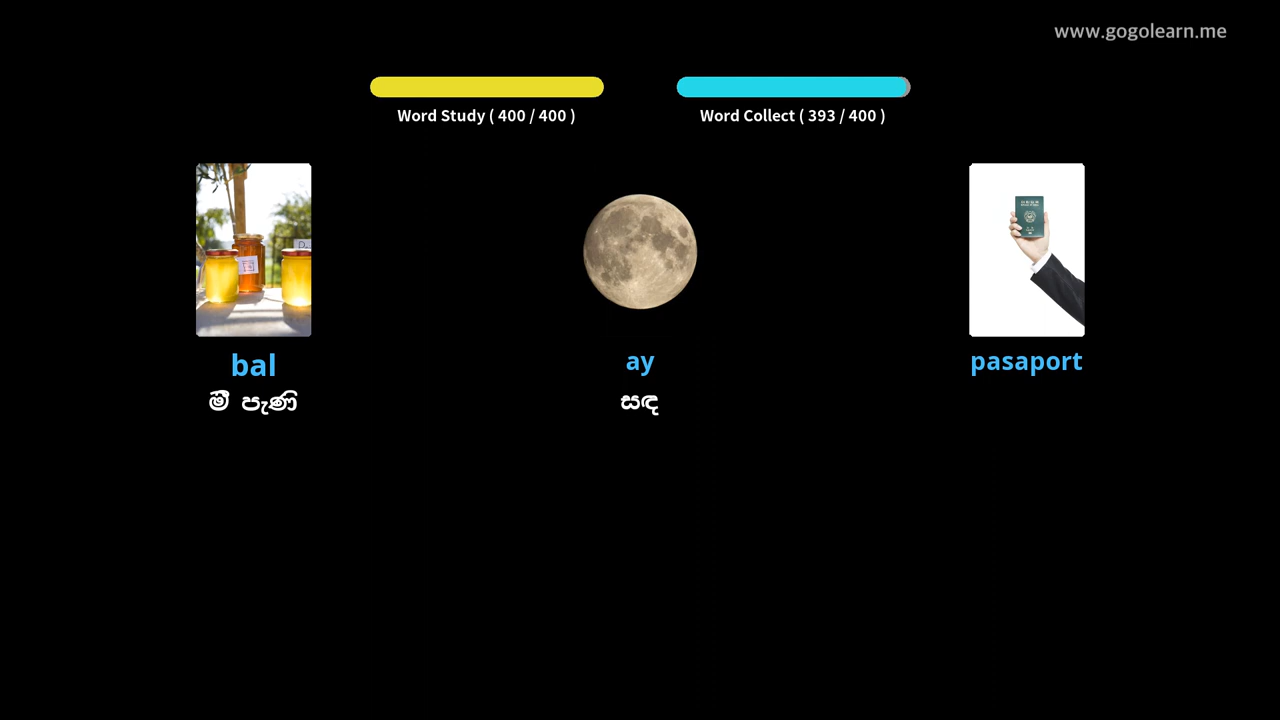 www.gogolearn.me
Word Study ( 400 / 400 )
Word Collect ( 393 / 400 )
bal
ay
pasaport
මී පැණි
සඳ